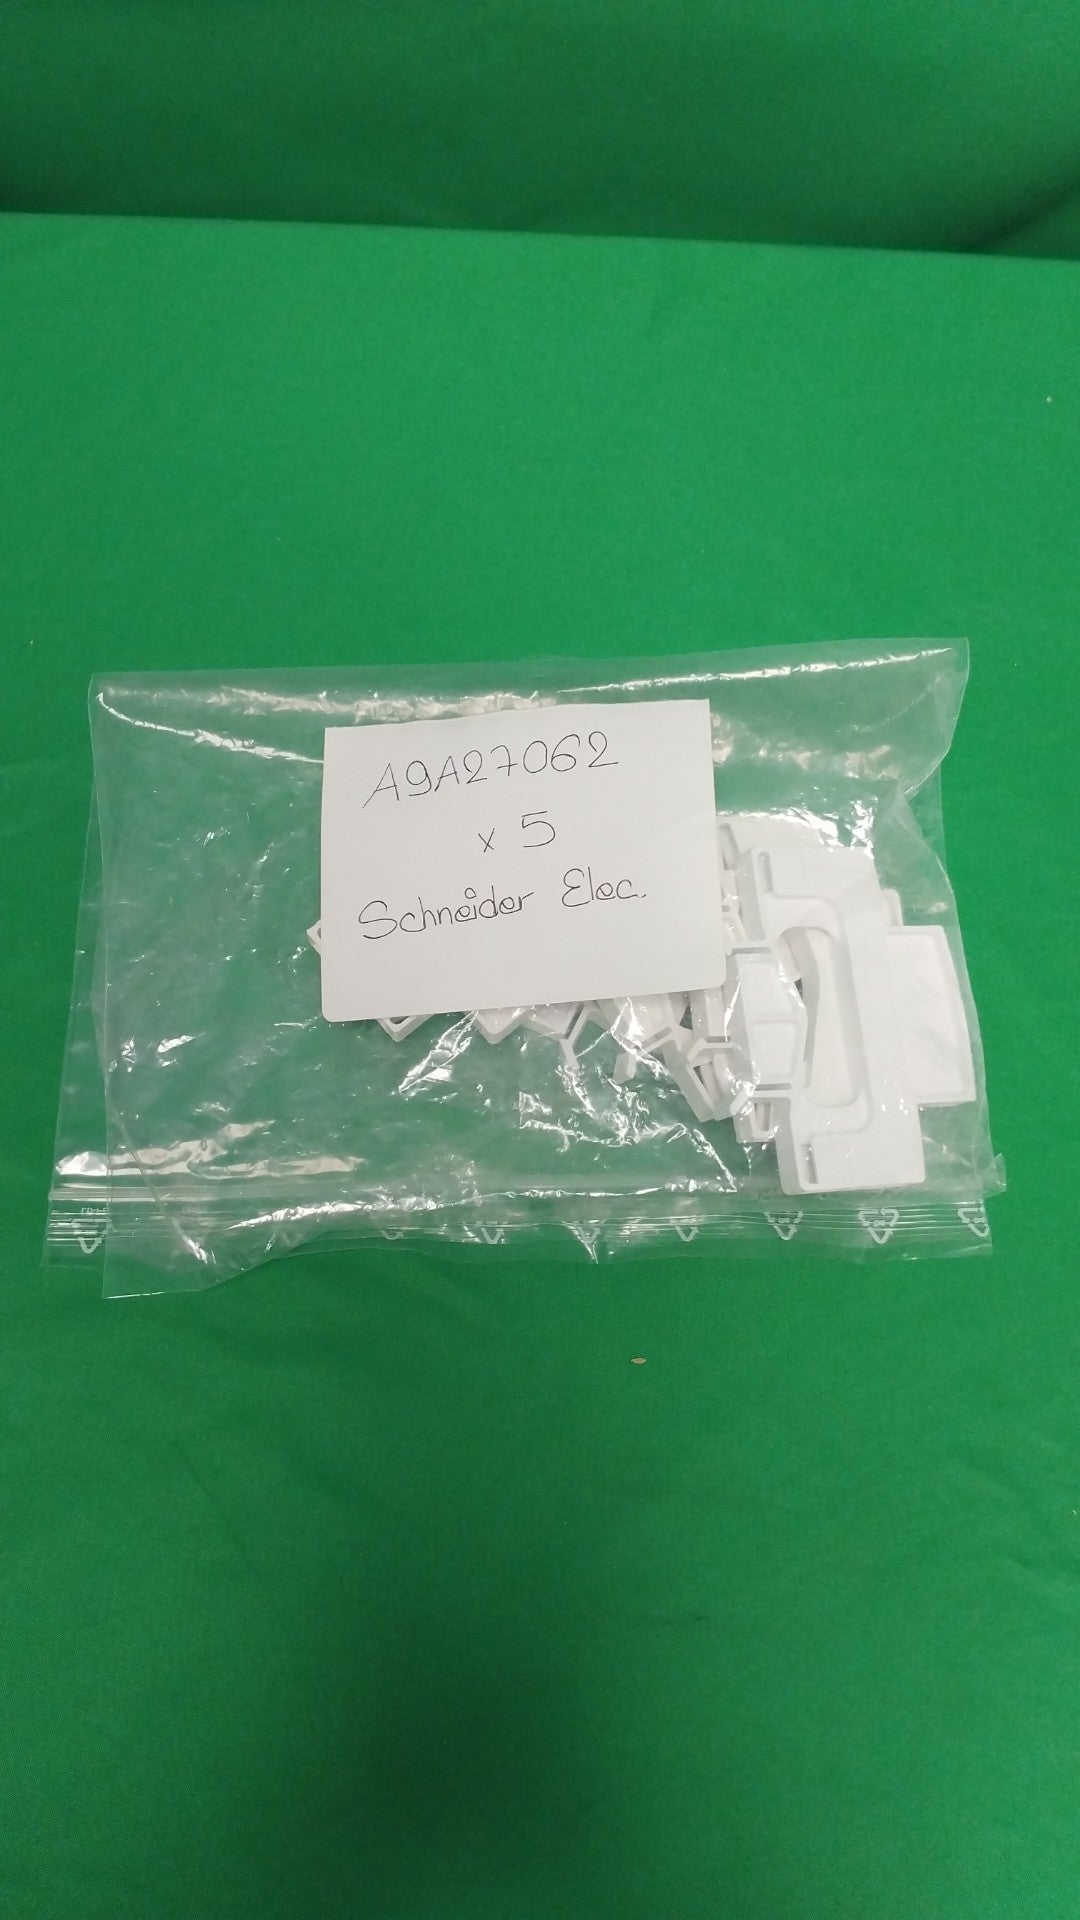 A9A27062
x 5
Schneider Elec.